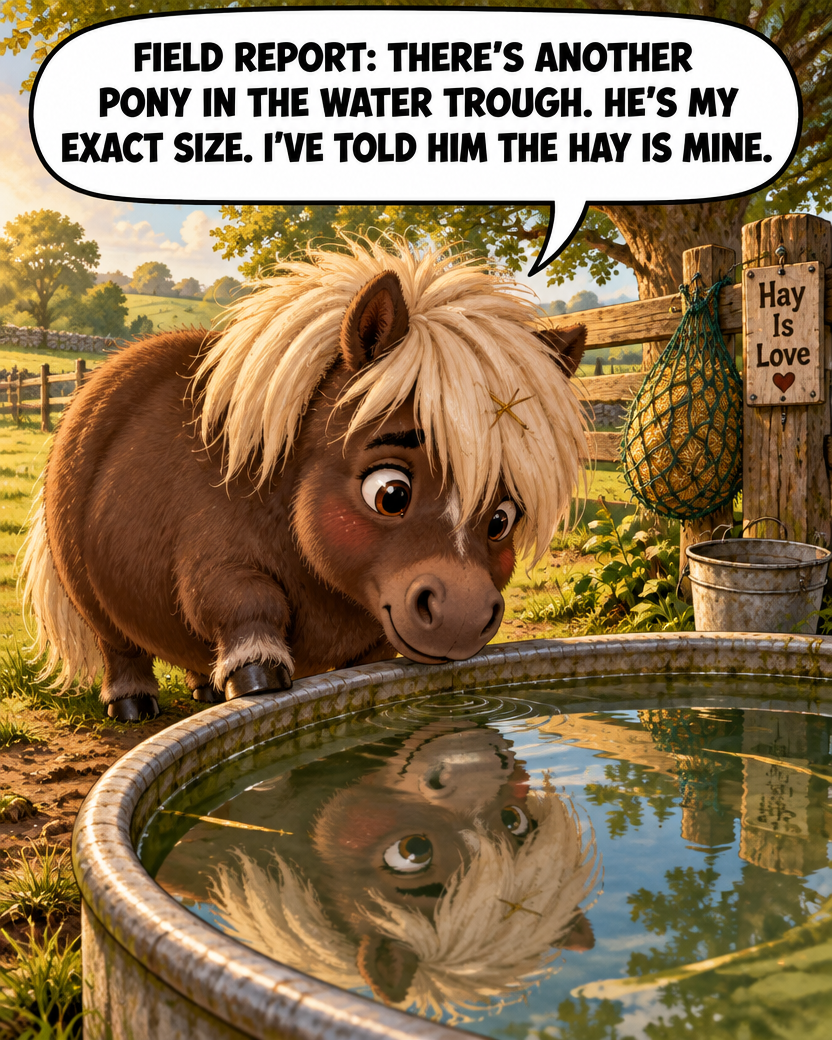 FIELD REPORT: THERE'S ANOTHER
PONY IN THE WATER TROUGH. HE'S MY
EXACT SIZE. I'VE TOLD HIM THE HAY IS MINE.
Hay
Is
Love